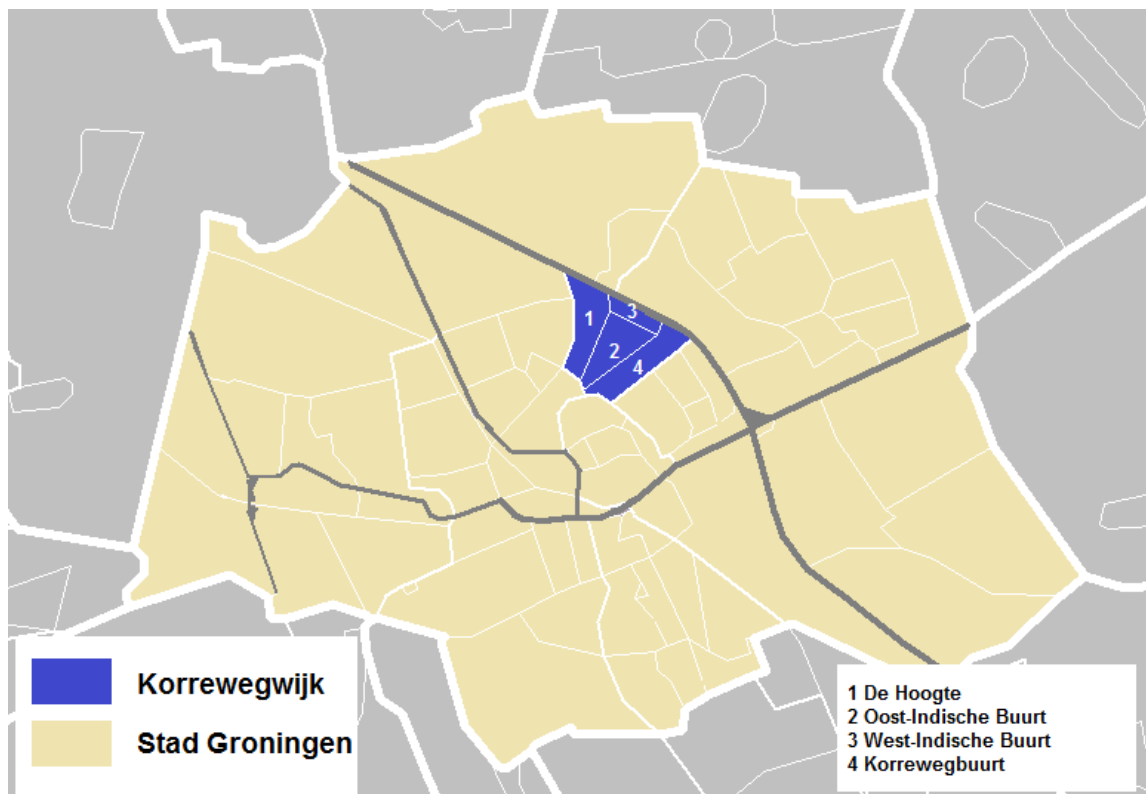 1
3
2
4
Korrewegwijk
Stad Groningen
1 De Hoogte
2 Oost-Indische Buurt
3 West-Indische Buurt
4 Korrewegbuurt